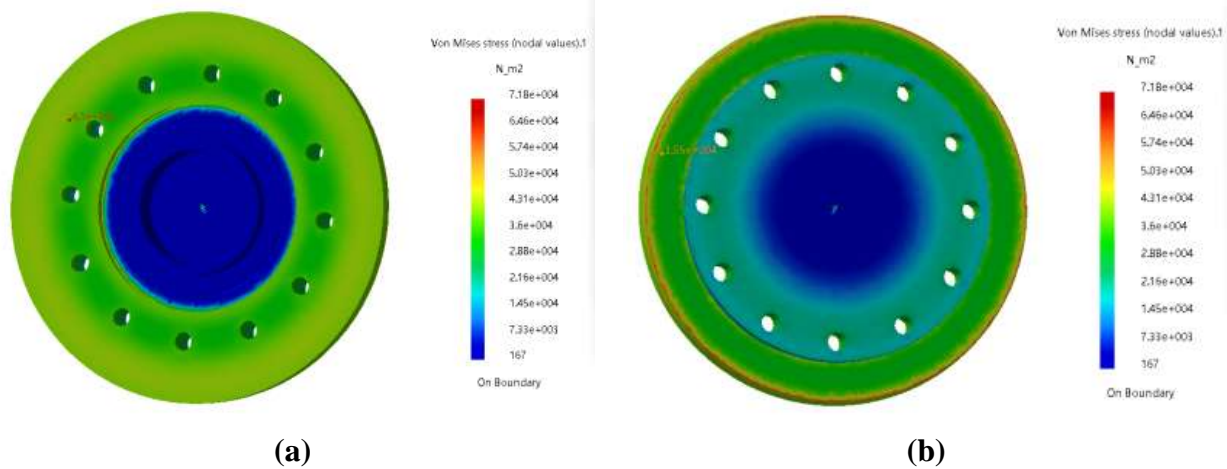 Von Mises stress (nodal values).1
N_m2
7.18e+004
6.46e+004
5.74e+004
5.03e+004
4.31e+004
3.6e+004
2.88e+004
2.16e+004
1.45e+004
7.33e+003
167
On Boundary
(a)
1.55e+004
Von Mises stress (nodal values).1
N_m2
7.18e+004
6.46e+004
5.74e+004
5.03e+004
4.31e+004
3.6e+004
2.88e+004
2.16e+004
1.45e+004
7.33e+003
167
On Boundary
(b)